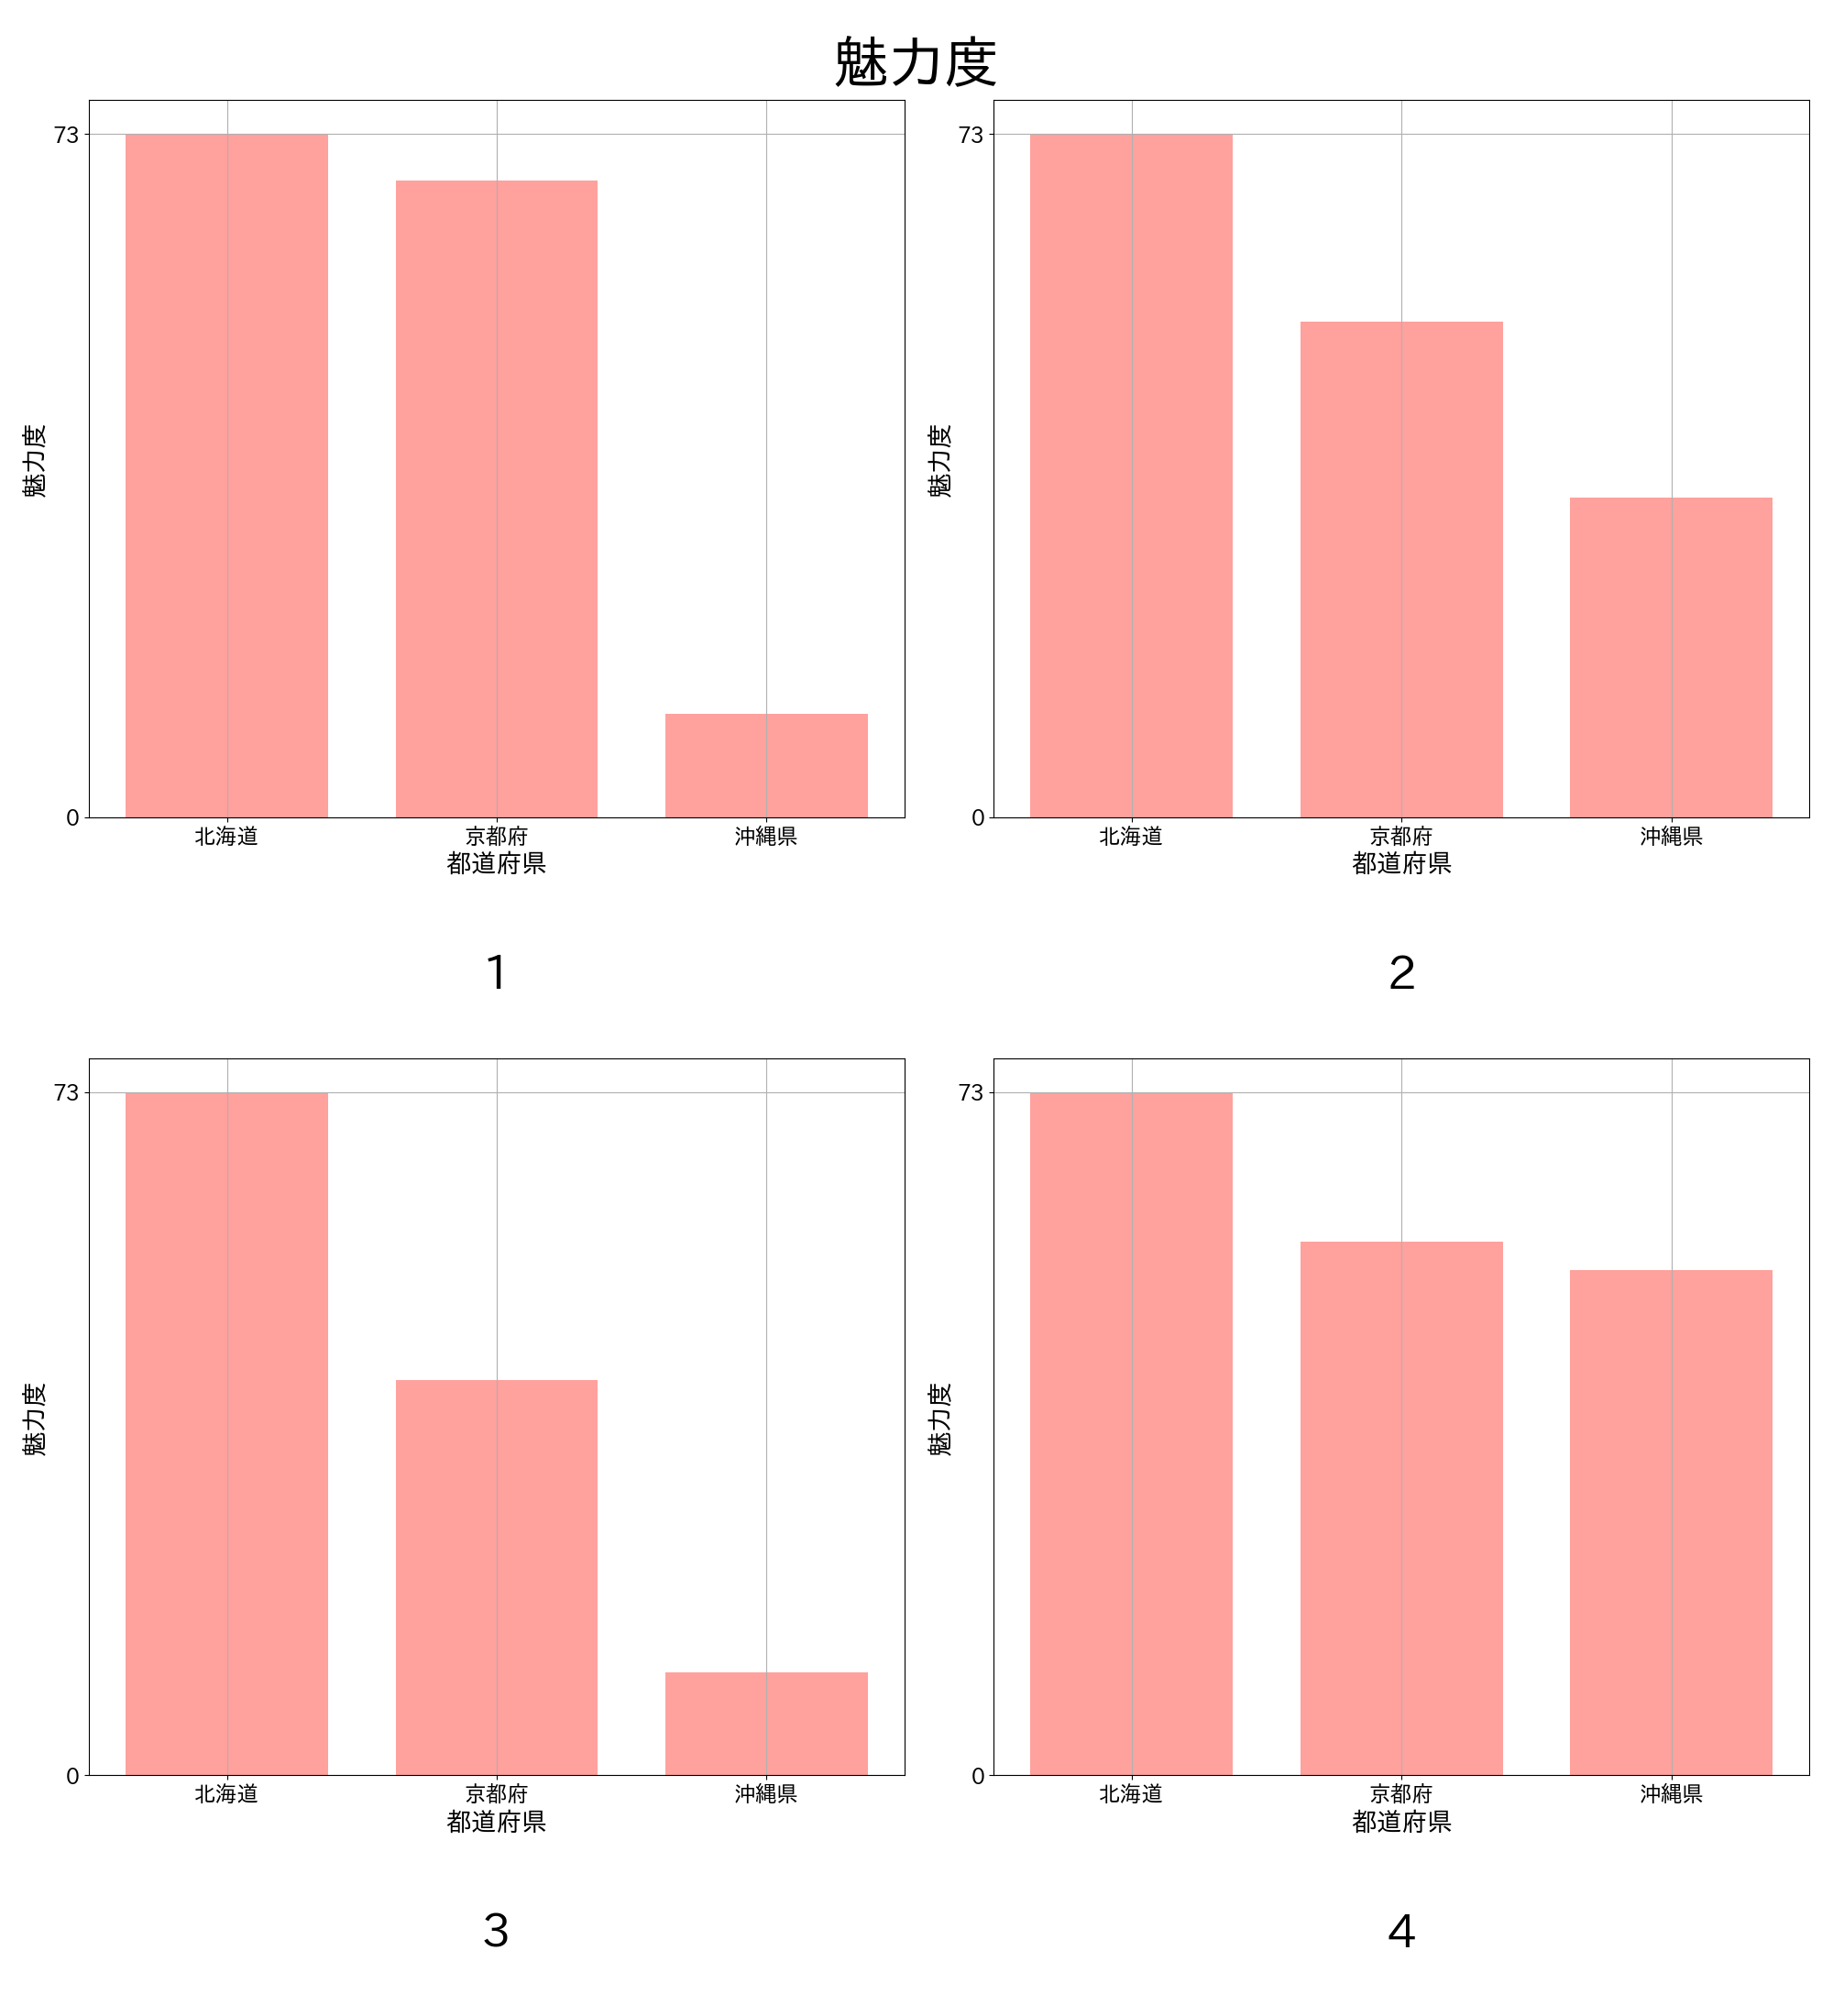 魅力度
73
魅力度
0
北海道 京都府 沖縄県
都道府県
1
73
魅力度
0
北海道 京都府 沖縄県
都道府県
2
73
魅力度
0
北海道 京都府 沖縄県
都道府県
3
73
魅力度
0
北海道 京都府 沖縄県
都道府県
4